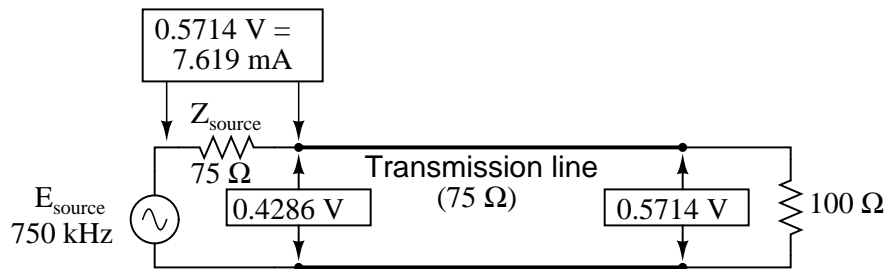 0.5714 V =
7.619 mA
Z source
75 Ω
Transmission line
(75 Ω)
E source
750 kHz
0.4286 V
0.5714 V
100 Ω